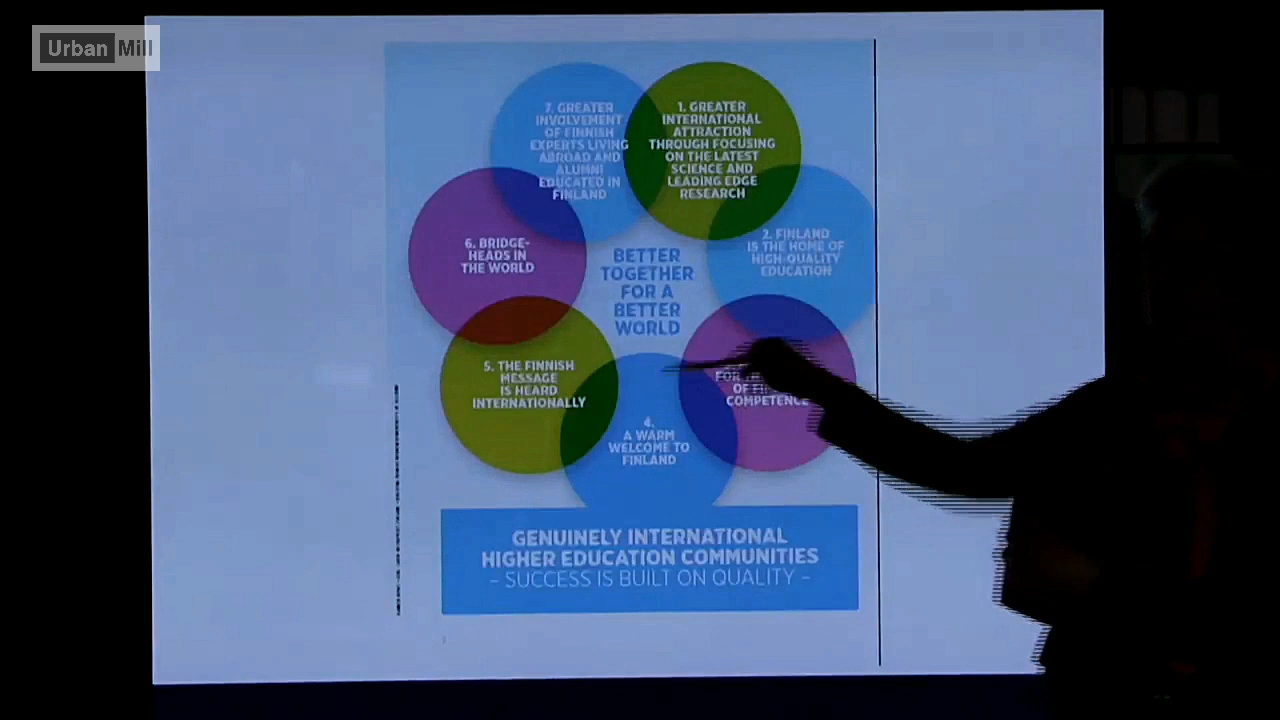 Urban Mill
7. GREATER
INVOLVEMENT
OF FINNISH
EXPERTS LIVING
ABROAD AND
ALUMNI
EDUCATED IN
FINLAND
1. GREATER
INTERNATIONAL
ATTRACTION
THROUGH FOCUSING
ON THE LATEST
SCIENCE AND
LEADING EDGE
RESEARCH
2. FINLAND
IS THE HOME OF
HIGH-QUALITY
EDUCATION
6. BRIDGE-
HEADS IN
THE WORLD
BETTER
TOGETHER
FOR A
BETTER
WORLD
5. THE FINNISH
MESSAGE
IS HEARD
INTERNATIONALLY
FOR
OF
COMPETENCE
4.
A WARM
WELCOME TO
FINLAND
GENUINELY INTERNATIONAL
HIGHER EDUCATION COMMUNITIES
– SUCCESS IS BUILT ON QUALITY –